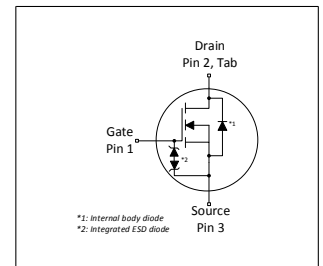 Drain
Pin 2, Tab
*1
Gate
Pin 1
*2
Source
Pin 3
*1: Internal body diode
*2: Integrated ESD diode